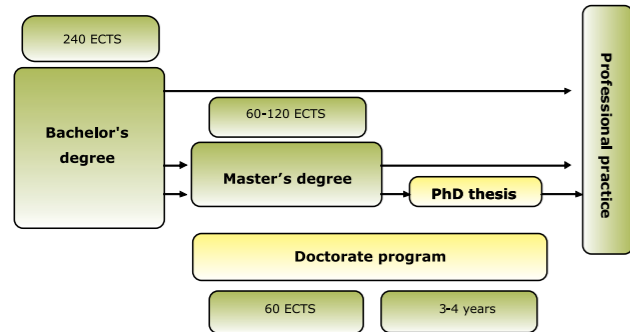 240 ECTS
Bachelor's
degree
60-120 ECTS
Master’s degree
PhD thesis
Professional practice
Doctorate program
60 ECTS
3-4 years